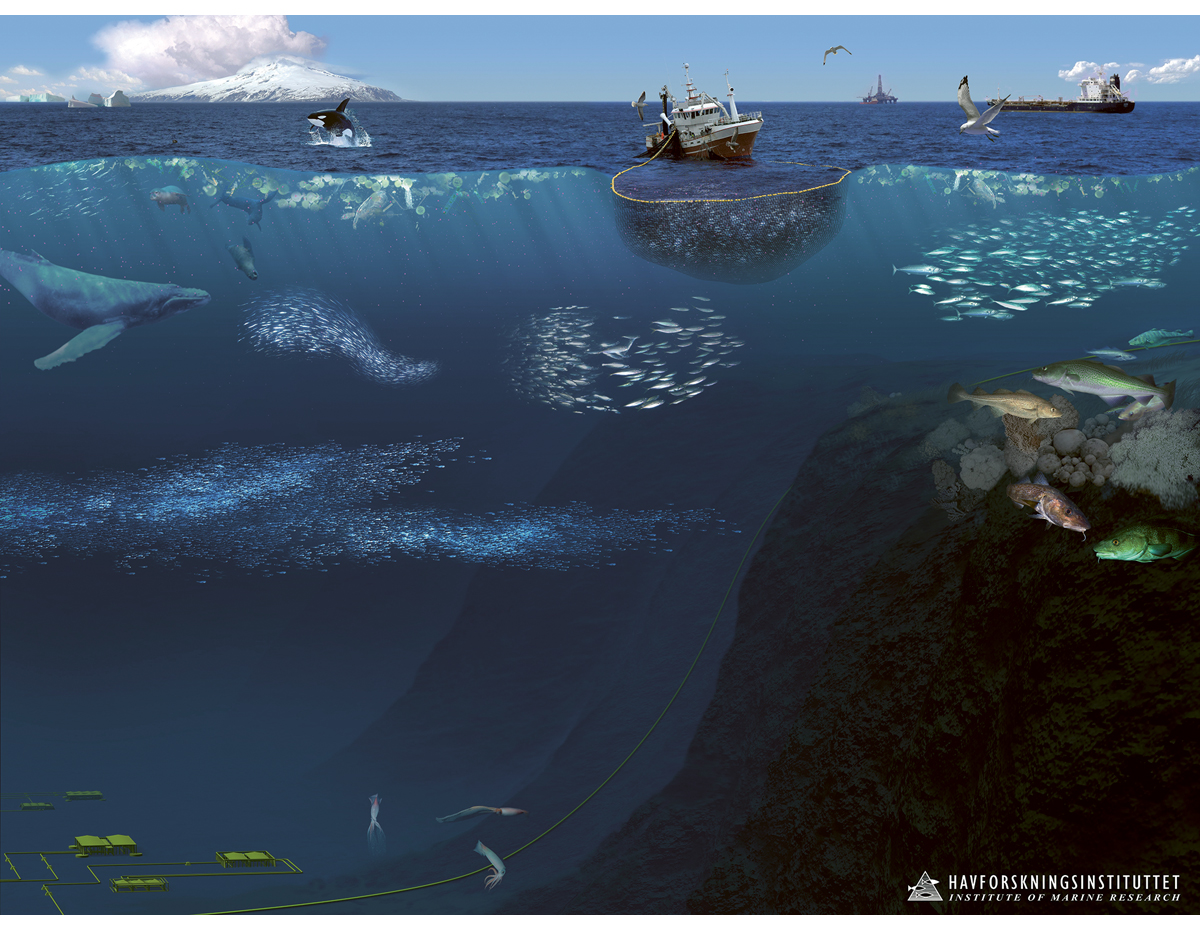 HAVFORSKNINGSINSTITUTTET
INSTITUTE OF MARINE RESEARCH